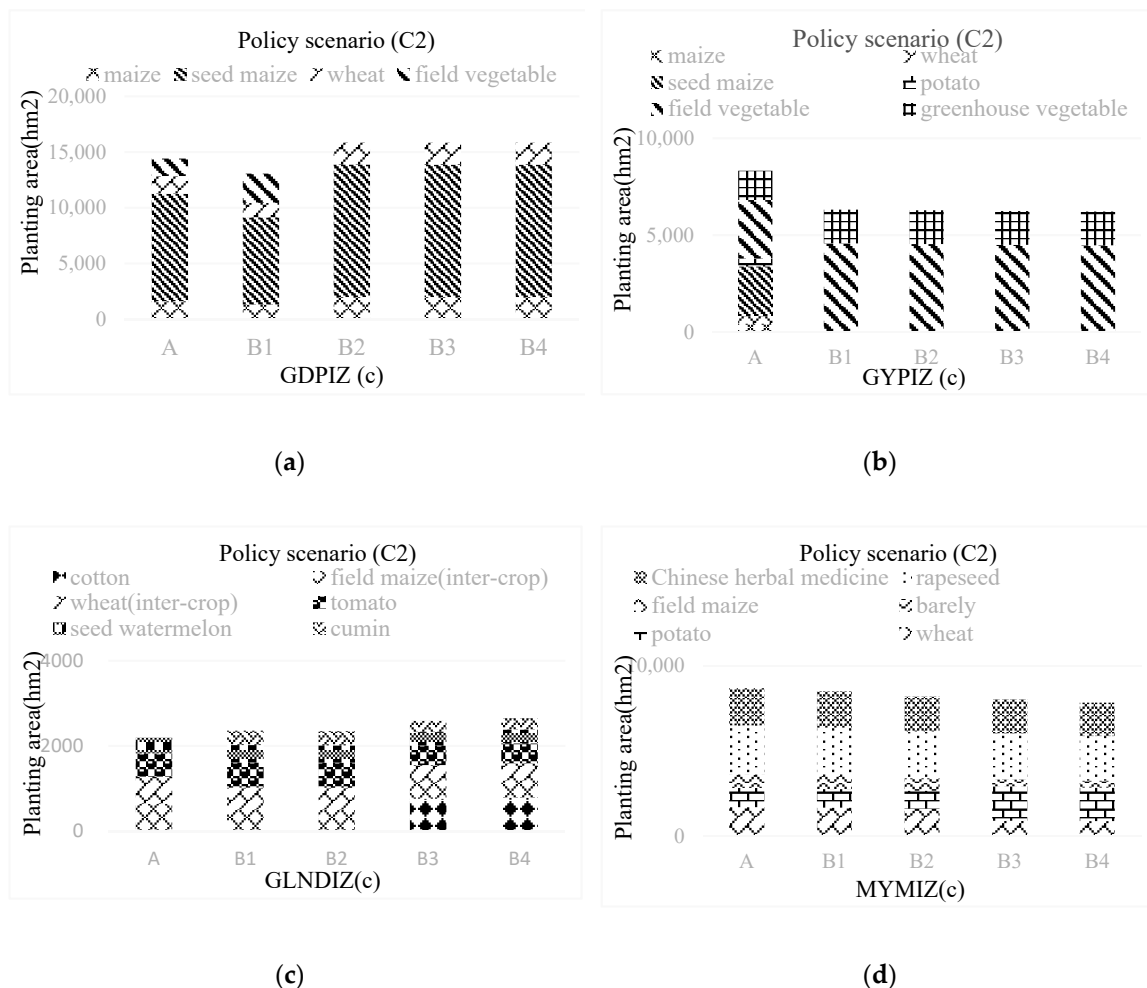 Policy scenario (C2)
maize seed maize wheat field vegetable
20,000
15,000
10,000
5,000
0
Planting area(hm2)
A B1 B2 B3 B4
GDPIZ (c)
(a)
Policy scenario (C2)
maize wheat
seed maize potato
field vegetable greenhouse vegetable
10,000
5,000
0
Planting area(hm2)
A B1 B2 B3 B4
GYPIZ (c)
(b)
Policy scenario (C2)
cotton field maize(inter-crop)
wheat(inter-crop) tomato
seed watermelon cumin
4000
2000
0
Planting area(hm2)
A B1 B2 B3 B4
GLNDIZ(c)
(c)
Policy scenario (C2)
Chinese herbal medicine rapeseed
field maize barely
potato wheat
10,000
0
Planting area(hm2)
A B1 B2 B3 B4
MYMIZ(c)
(d)